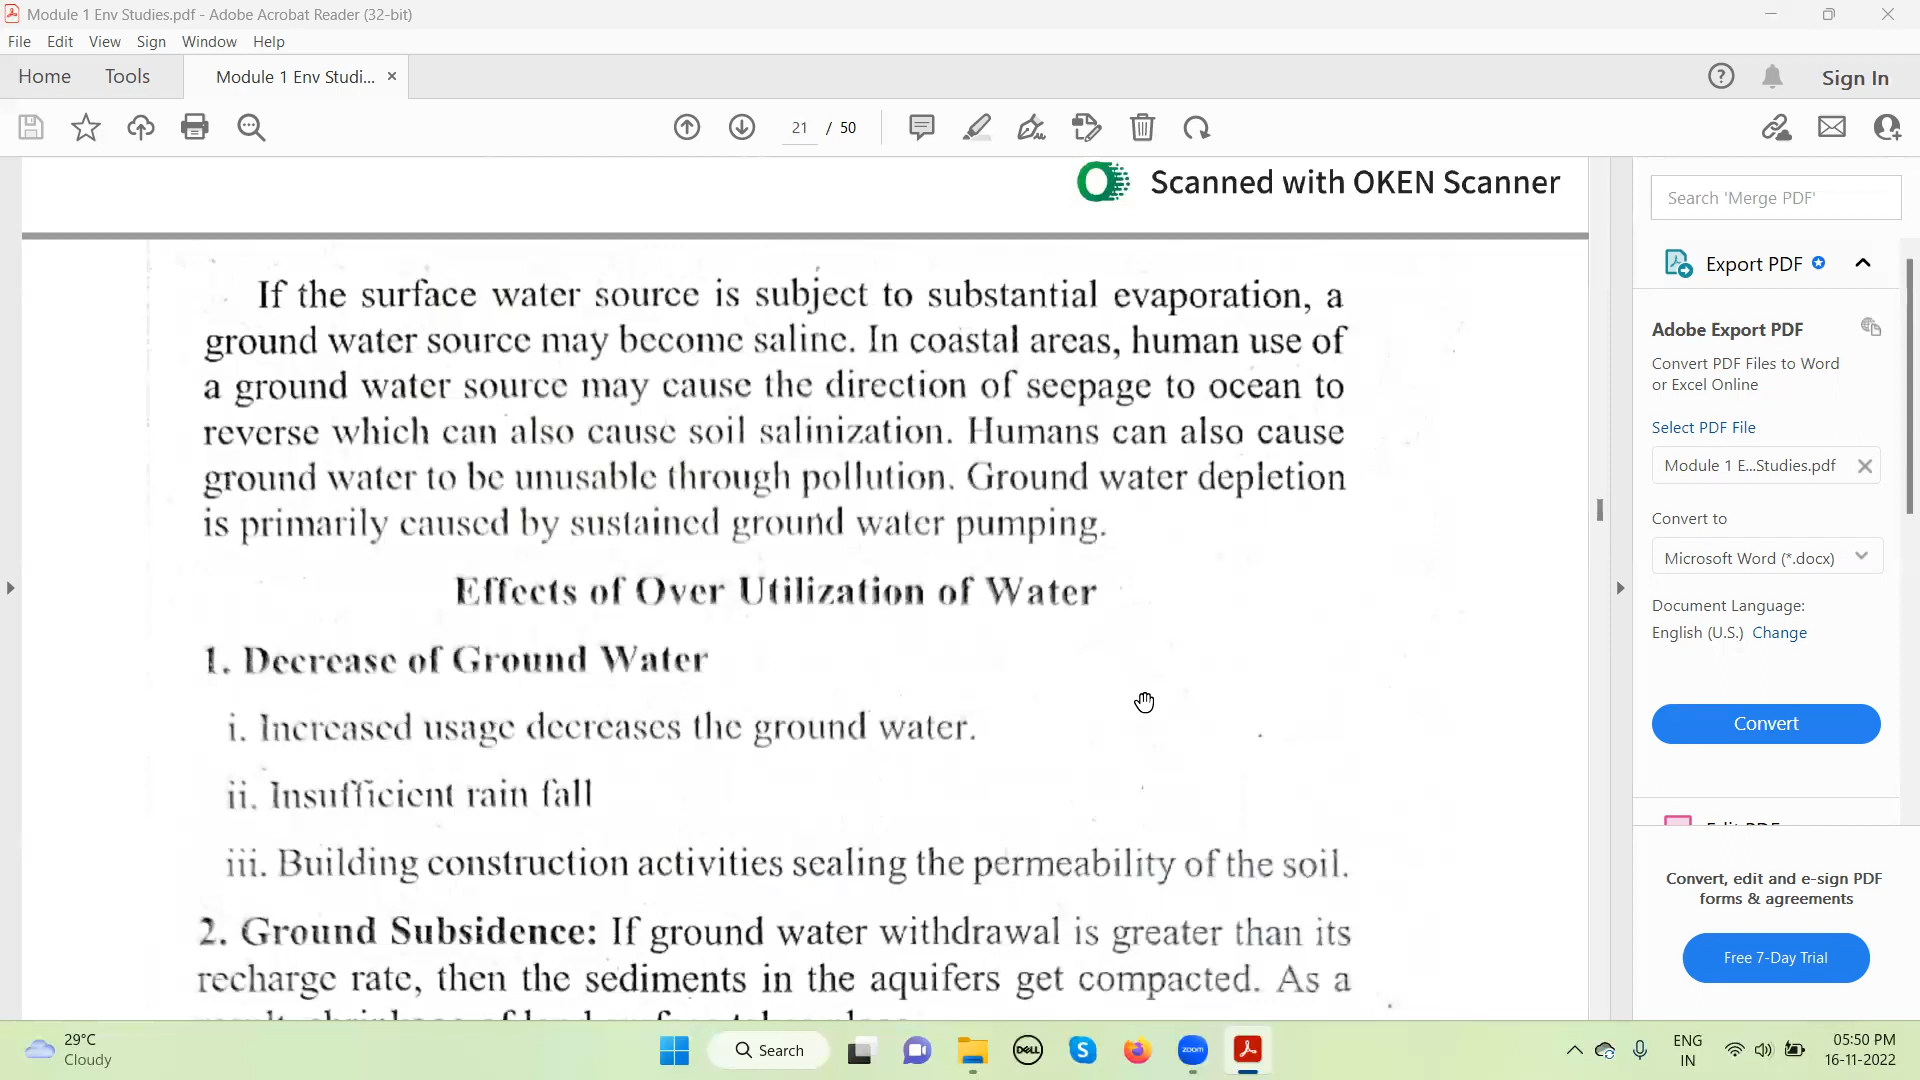 Module 1 Env Studies.pdf - Adobe Acrobat Reader (32-bit)
File Edit View Sign Window Help
Home Tools Module 1 Env Studi... × Sign In
21 / 50
Scanned with OKEN Scanner
If the surface water source is subject to substantial evaporation, a
ground water source may become saline. In coastal areas, human use of
a ground water source may cause the direction of seepage to ocean to
reverse which can also cause soil salinization. Humans can also cause
ground water to be unusable through pollution. Ground water depletion
is primarily caused by sustained ground water pumping.
Effects of Over Utilization of Water
1. Decrease of Ground Water
i. Increased usage decreases the ground water.
ii. Insufficient rain fall
iii. Building construction activities sealing the permeability of the soil.
2. Ground Subsidence: If ground water withdrawal is greater than its
recharge rate, then the sediments in the aquifers get compacted. As a
Search 'Merge PDF'
Export PDF
Adobe Export PDF
Convert PDF Files to Word
or Excel Online
Select PDF File
Module 1 E...Studies.pdf
Convert to
Microsoft Word (*.docx)
Document Language:
English (U.S.) Change
Convert
Convert, edit and e-sign PDF
forms & agreements
Free 7-Day Trial
29°C
Cloudy
Search
DELL
zoom
ENG
IN
05:50 PM
16-11-2022